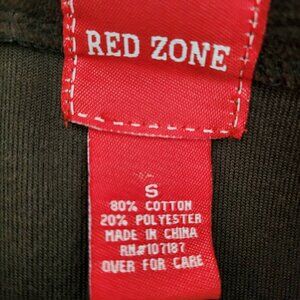 RED ZONE
S
80% COTTON
20% POLYESTER
MADE IN CHINA
RN#107187
OVER FOR CARE